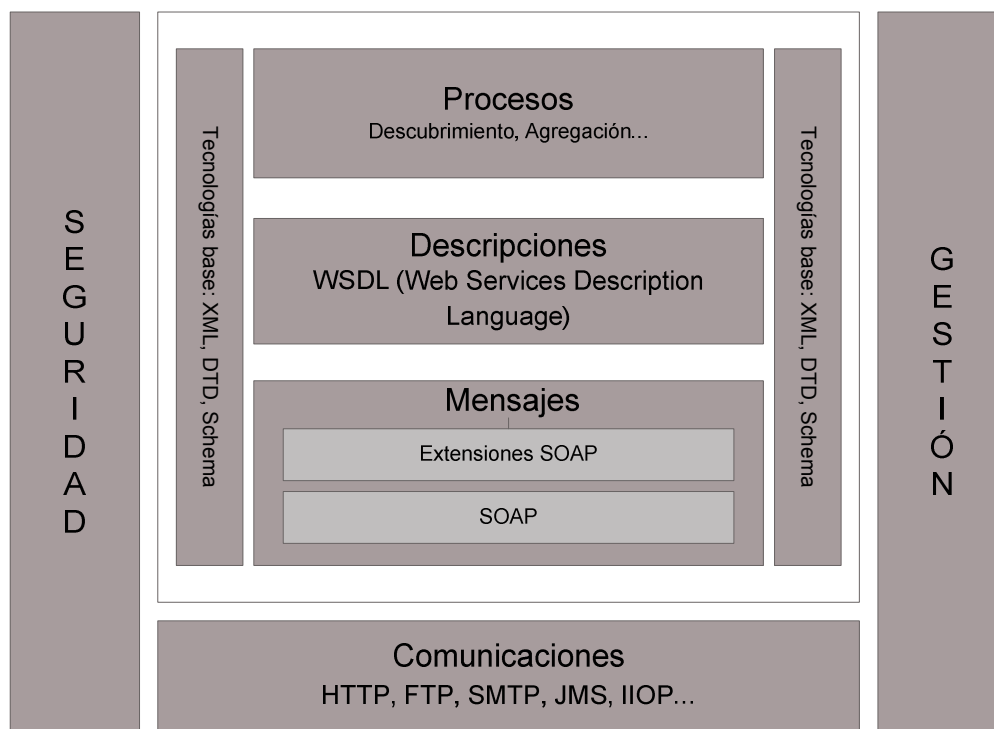 SEGURIDAD
Tecnologías base: XML, DTD, Schema
Procesos
Descubrimiento, Agregación...
Descripciones
WSDL (Web Services Description
Language)
Mensajes
Extensiones SOAP
SOAP
Tecnologías base: XML, DTD, Schema
GESTIÓN
Comunicaciones
HTTP, FTP, SMTP, JMS, IIOP...